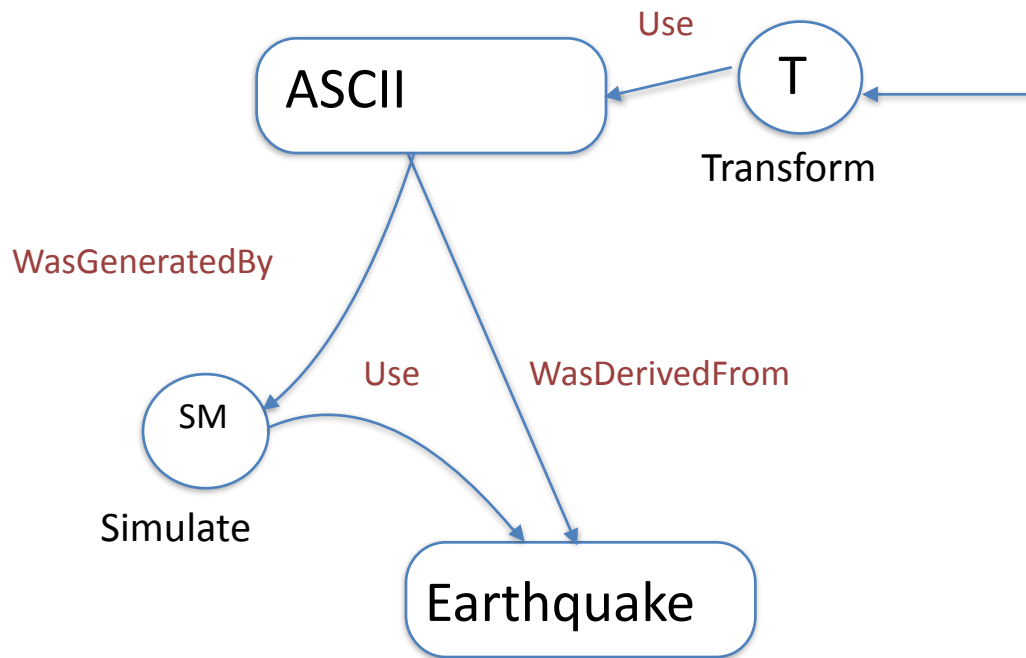 Use
ASCII
T
Transform
WasGeneratedBy
Use
WasDerivedFrom
SM
Simulate
Earthquake